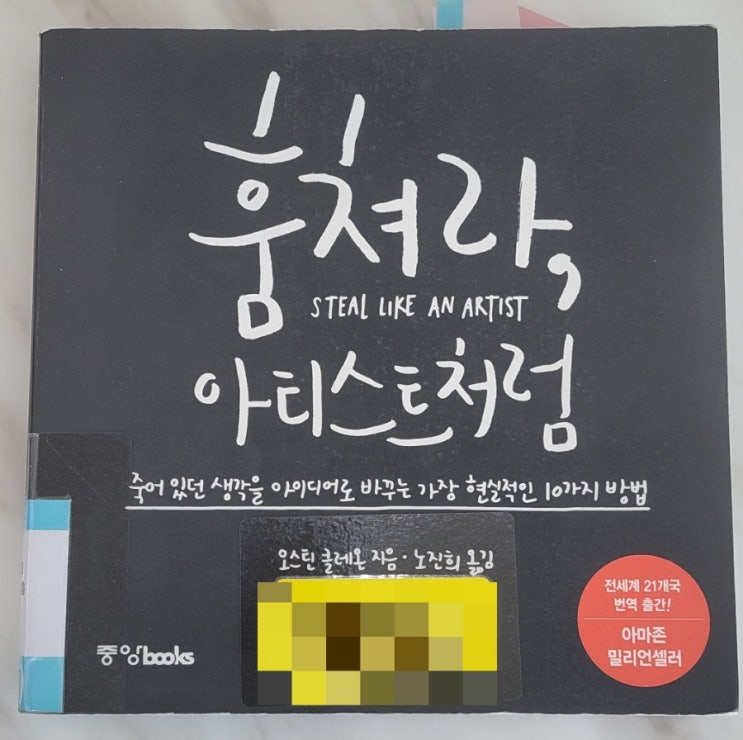 훔쳐라,
STEAL LIKE AN ARTIST
아티스트처럼
죽어 있던 생각을 아이디어로 바꾸는 가장 현실적인 10가지 방법
오스틴 클레온 지음·노진희 옮김
전세계 21개국
번역 출간!
아마존
밀리언셀러
중앙books